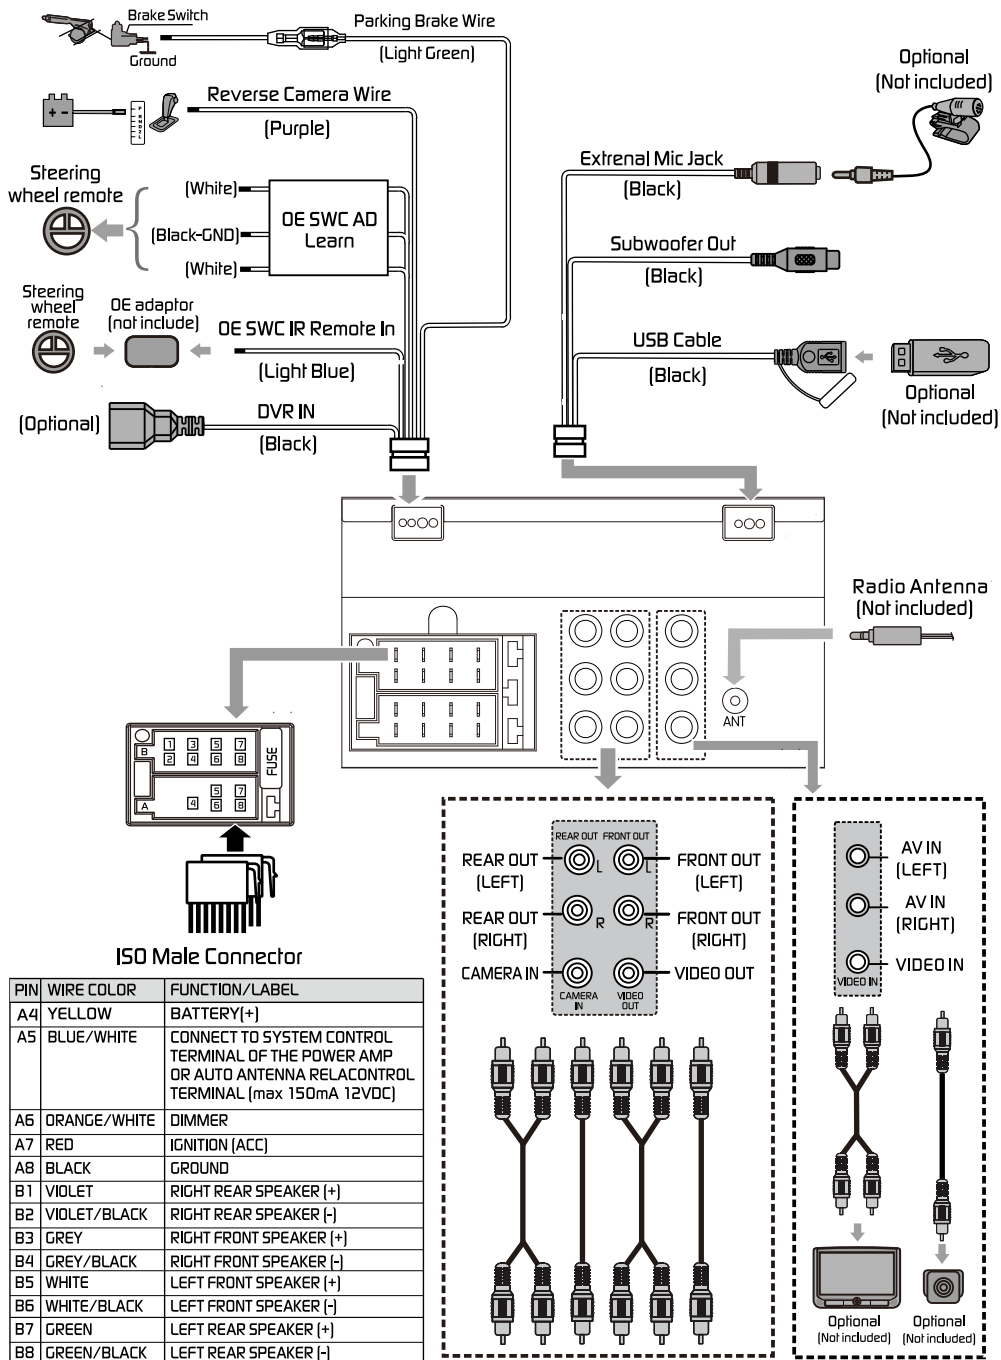 Brake Switch
Ground
Parking Brake Wire
(Light Green)
Reverse Camera Wire
(Purple)
+ -
P
R
N
D
2
L
Steering
wheel remote
(White)
(Black-GND)
(White)
OE SWC AD
Learn
Steering
wheel
remote
OE adaptor
(not include)
OE SWC IR Remote In
(Light Blue)
(Optional)
DVR IN
(Black)
Optional
(Not included)
Extrenal Mic Jack
(Black)
Subwoofer Out
(Black)
USB Cable
(Black)
Optional
(Not included)
Radio Antenna
(Not included)
ANT
B
1 3 5 7
2 4 6 8
FUSE
A
5 7
4 6 8
ISO Male Connector
PIN WIRE COLOR FUNCTION/LABEL
A4 YELLOW BATTERY(+)
A5 BLUE/WHITE CONNECT TO SYSTEM CONTROL
TERMINAL OF THE POWER AMP
OR AUTO ANTENNA RELACONTROL
TERMINAL (max 150mA 12VDC)
A6 ORANGE/WHITE DIMMER
A7 RED IGNITION (ACC)
A8 BLACK GROUND
B1 VIOLET RIGHT REAR SPEAKER (+)
B2 VIOLET/BLACK RIGHT REAR SPEAKER (-)
B3 GREY RIGHT FRONT SPEAKER (+)
B4 GREY/BLACK RIGHT FRONT SPEAKER (-)
B5 WHITE LEFT FRONT SPEAKER (+)
B6 WHITE/BLACK LEFT FRONT SPEAKER (-)
B7 GREEN LEFT REAR SPEAKER (+)
B8 GREEN/BLACK LEFT REAR SPEAKER (-)
REAR OUT FRONT OUT
REAR OUT
(LEFT)
L L
FRONT OUT
(LEFT)
REAR OUT
(RIGHT)
R R
FRONT OUT
(RIGHT)
CAMERA IN
VIDEO OUT
CAMERA
IN
VIDEO
OUT
AV IN
(LEFT)
AV IN
(RIGHT)
VIDEO IN
VIDEO IN
Optional
(Not included)
Optional
(Not included)